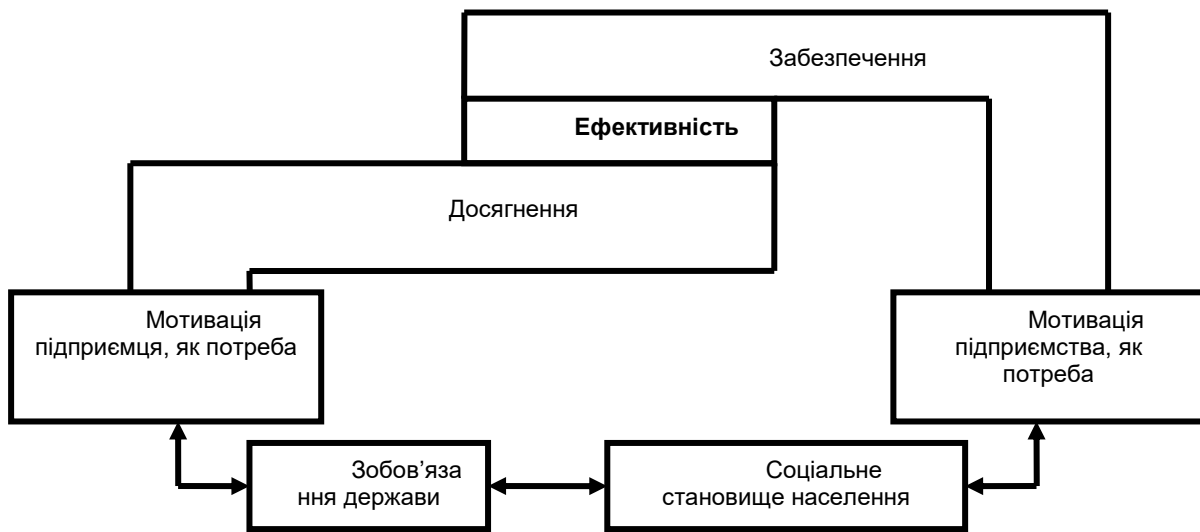 Забезпечення
Ефективність
Досягнення
Мотивація
підприємця, як потреба
Мотивація
підприємства, як
потреба
Зобов’яза
ння держави
Соціальне
становище населення